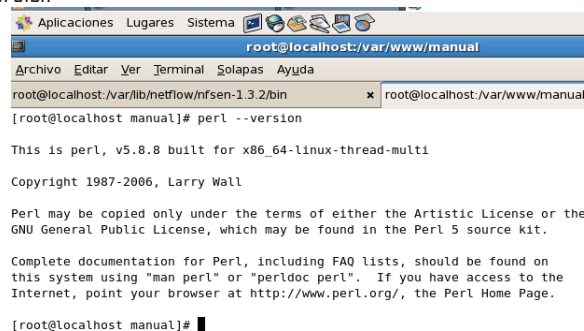 Aplicaciones Lugares Sistema
root@localhost:/var/www/manual
Archivo Editar Ver Terminal Solapas Ayuda
root@localhost:/var/lib/netflow/nfsen-1.3.2/bin × root@localhost:/var/www/manual
[root@localhost manual]# perl --version
This is perl, v5.8.8 built for x86_64-linux-thread-multi
Copyright 1987-2006, Larry Wall
Perl may be copied only under the terms of either the Artistic License or the
GNU General Public License, which may be found in the Perl 5 source kit.
Complete documentation for Perl, including FAQ lists, should be found on
this system using "man perl" or "perldoc perl".  If you have access to the
Internet, point your browser at http://www.perl.org/, the Perl Home Page.
[root@localhost manual]#